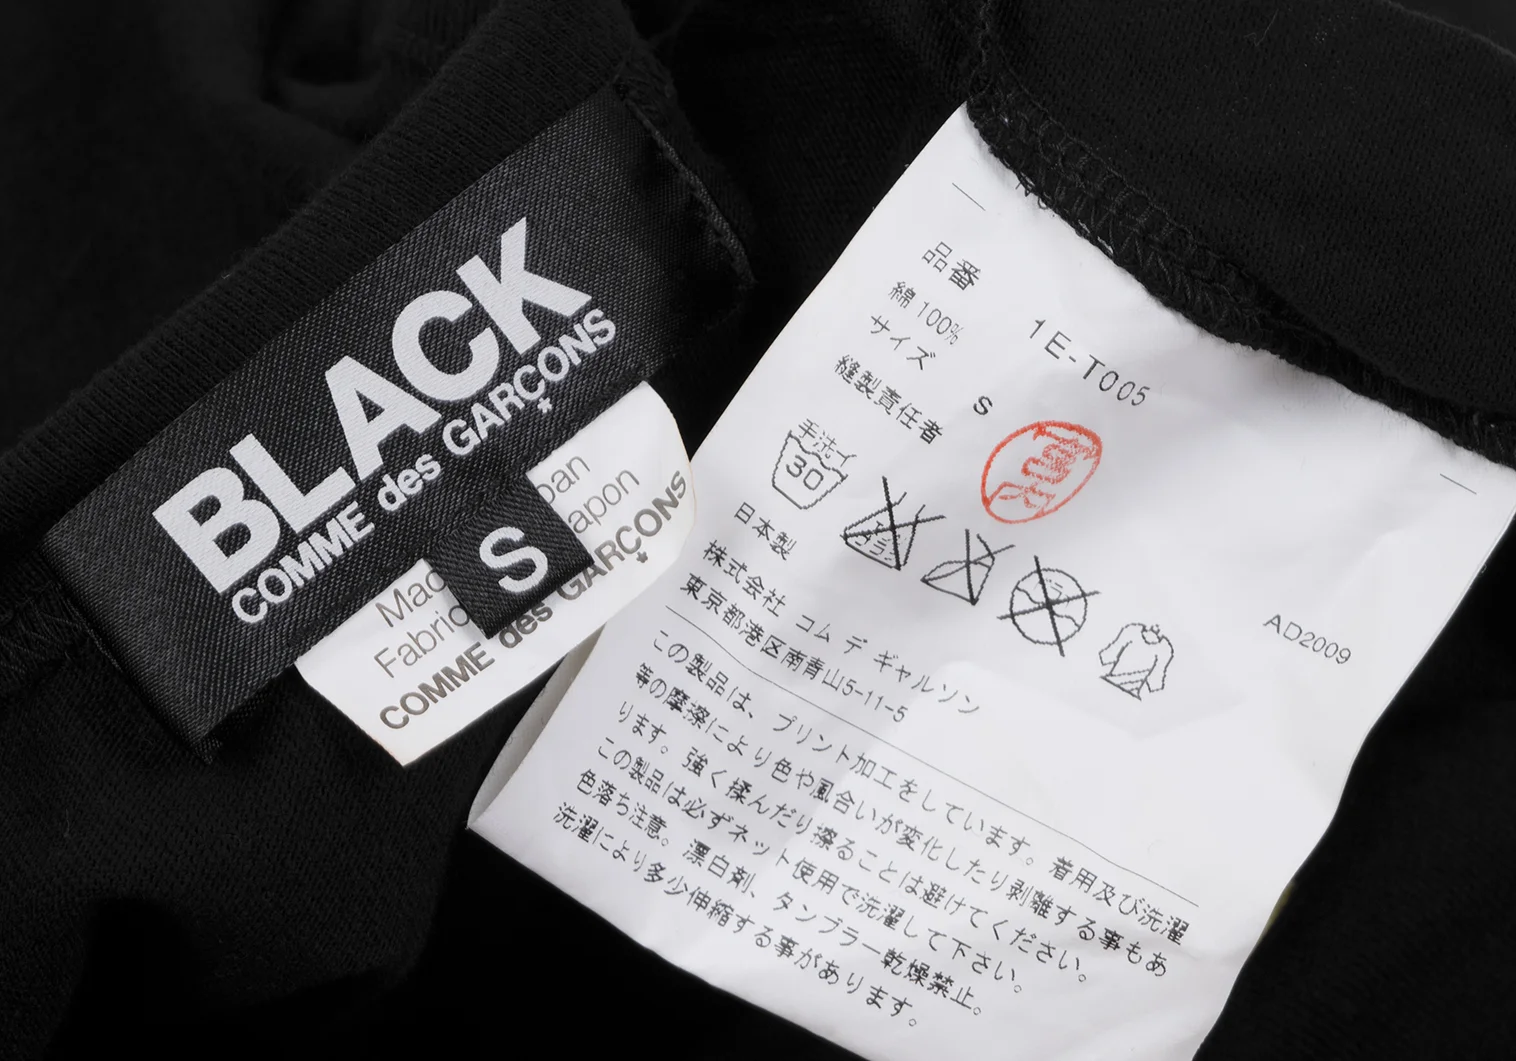 BLACK
COMME des GARÇONS
S
Mad
Fabric
COMME des GARÇONS
品番
1E-T005
綿 100%
サイズ
S
縫製責任者
手洗イ
30
日本製
株式会社 コム デ ギャルソン
東京都港区南青山5-11-5
AD2009
この製品は、プリント加工をしています。着用及び洗濯
等の摩擦により色や風合いが変化したり剥離する事もあ
ります。強く揉んだり擦ることは避けてください。
この製品は必ずネット使用で洗濯して下さい。
色落ち注意。漂白剤、タンブラー乾燥禁止。
洗濯により多少伸縮する事があります。